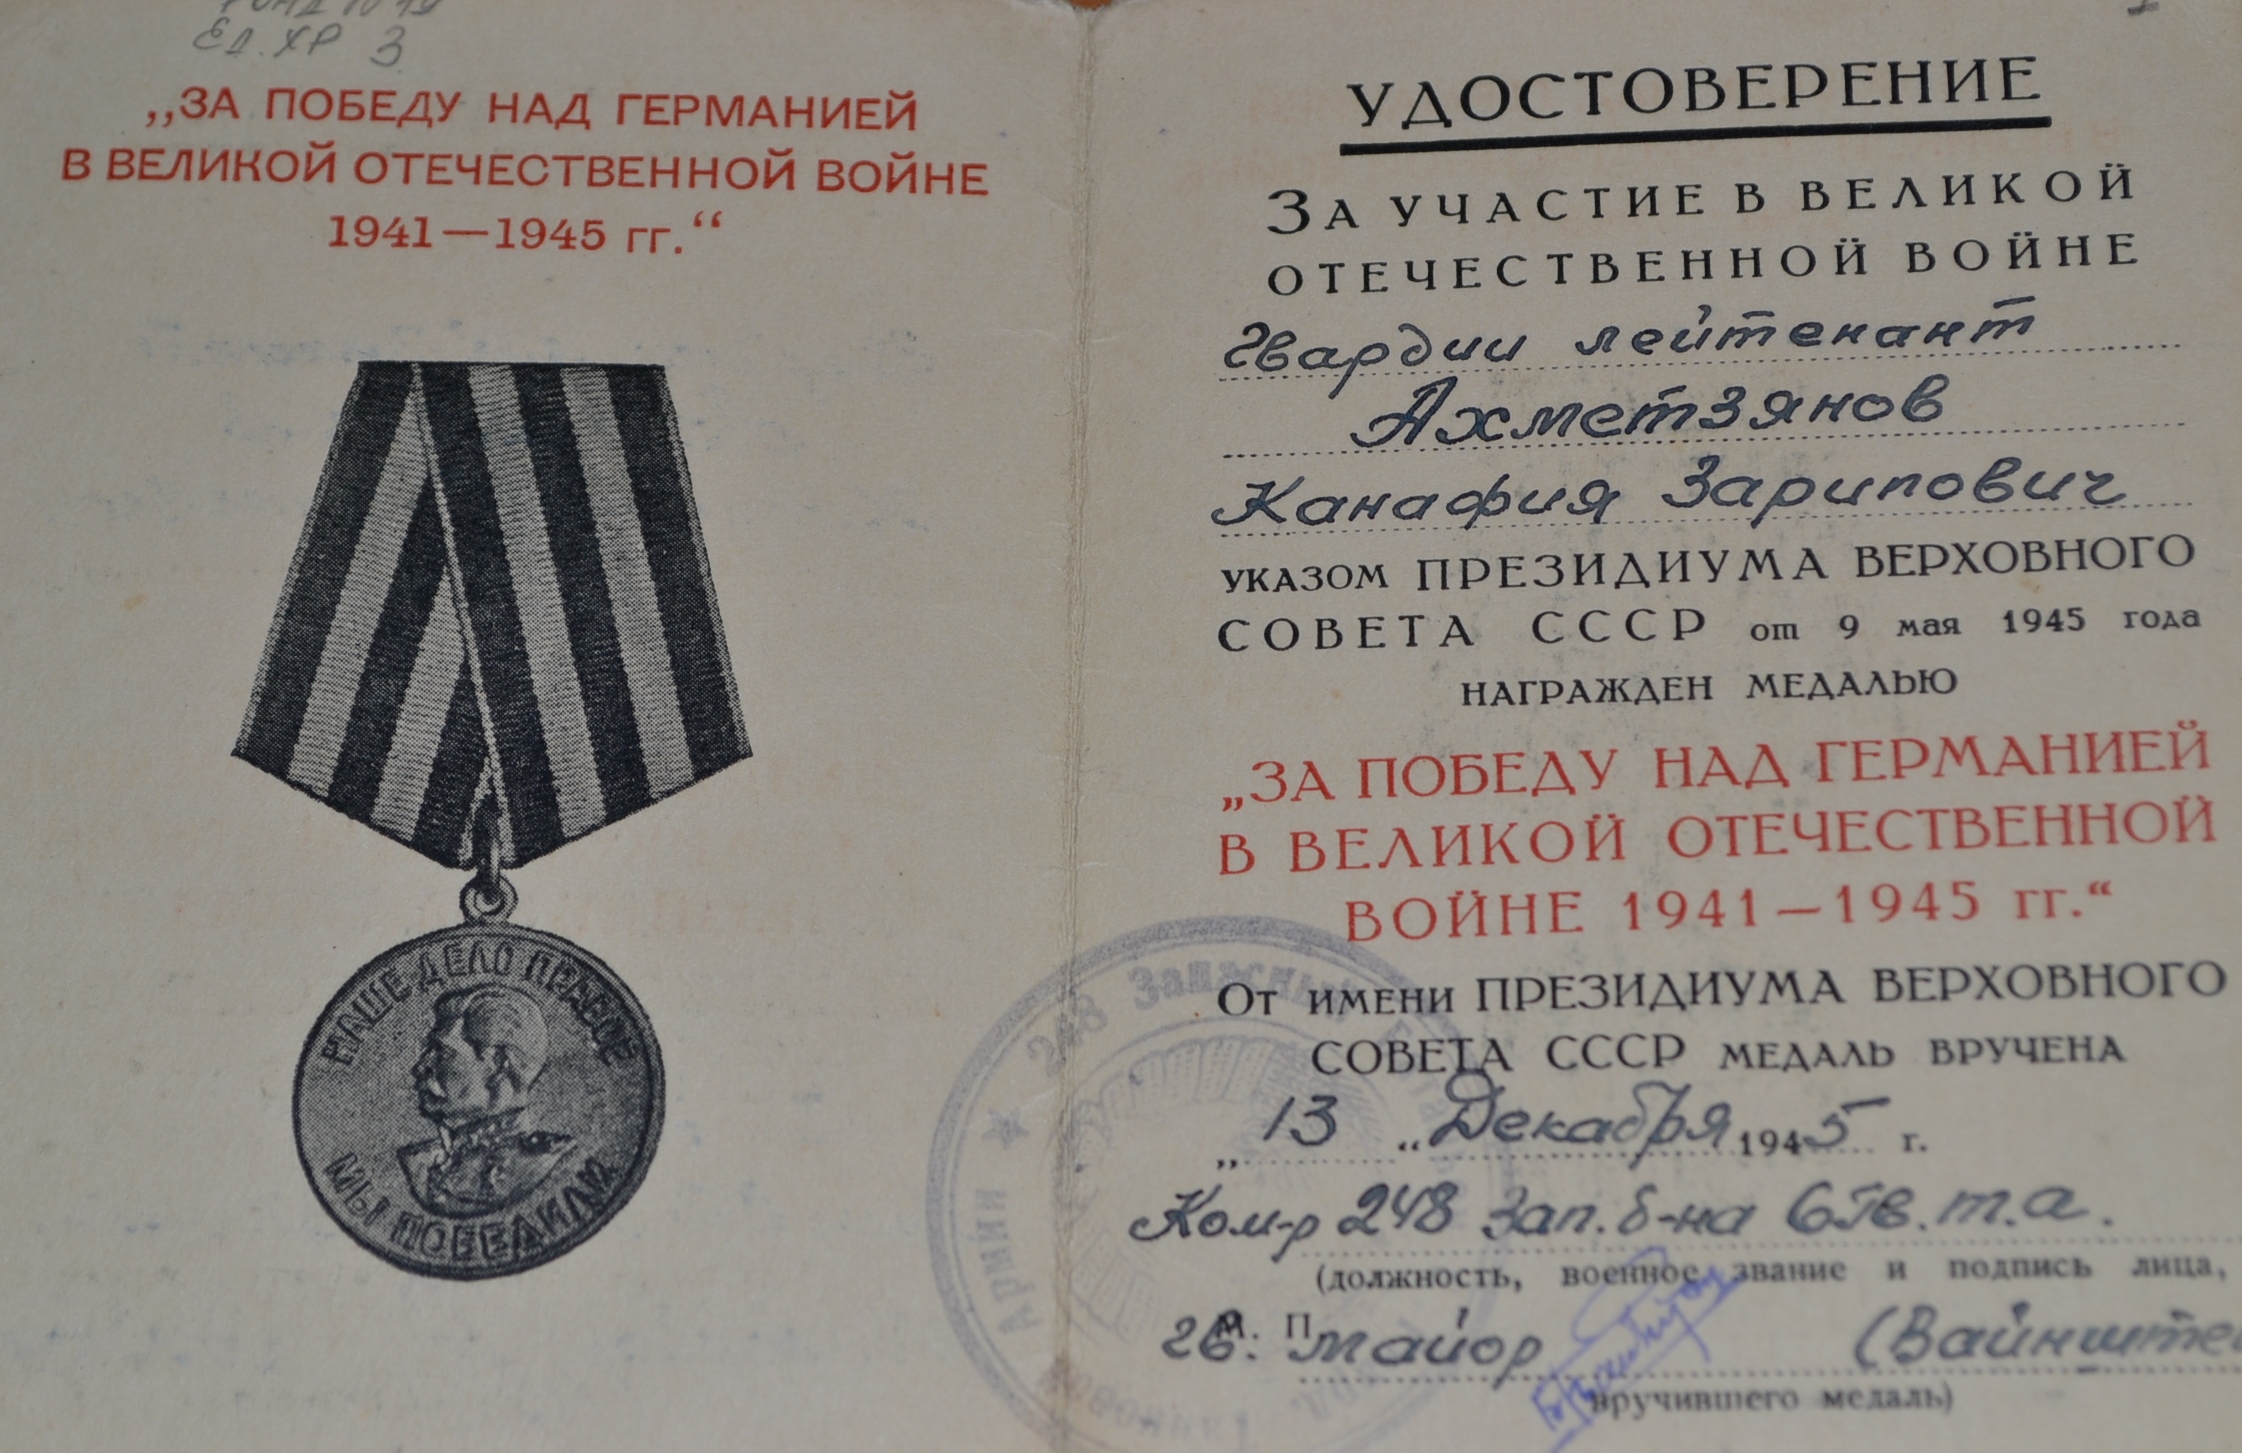 ЕД. ХР 3
„ЗА ПОБЕДУ НАД ГЕРМАНИЕЙ
В ВЕЛИКОЙ ОТЕЧЕСТВЕННОЙ ВОЙНЕ
1941—1945 гг.“
НАШЕ ДЕЛО ПРАВОЕ
МЫ ПОБЕДИЛИ
УДОСТОВЕРЕНИЕ
ЗА УЧАСТИЕ В ВЕЛИКОЙ
ОТЕЧЕСТВЕННОЙ ВОЙНЕ
Гвардии лейтенант
Ахметзянов
Канафия Зарипович
УКАЗОМ ПРЕЗИДИУМА ВЕРХОВНОГО
СОВЕТА СССР от 9 мая 1945 года
НАГРАЖДЕН МЕДАЛЬЮ
„ЗА ПОБЕДУ НАД ГЕРМАНИЕЙ
В ВЕЛИКОЙ ОТЕЧЕСТВЕННОЙ
ВОЙНЕ 1941—1945 гг.“
ОТ ИМЕНИ ПРЕЗИДИУМА ВЕРХОВНОГО
СОВЕТА СССР МЕДАЛЬ ВРУЧЕНА
„ 13 „ Декабря 1945 г.
Ком-р 248 зап. б-на 6 Гв. т. а.
(должность, военное звание и подпись лица,
М. П.
гв. майор (Вайнште
вручившего медаль)
248 Запасный
Армии